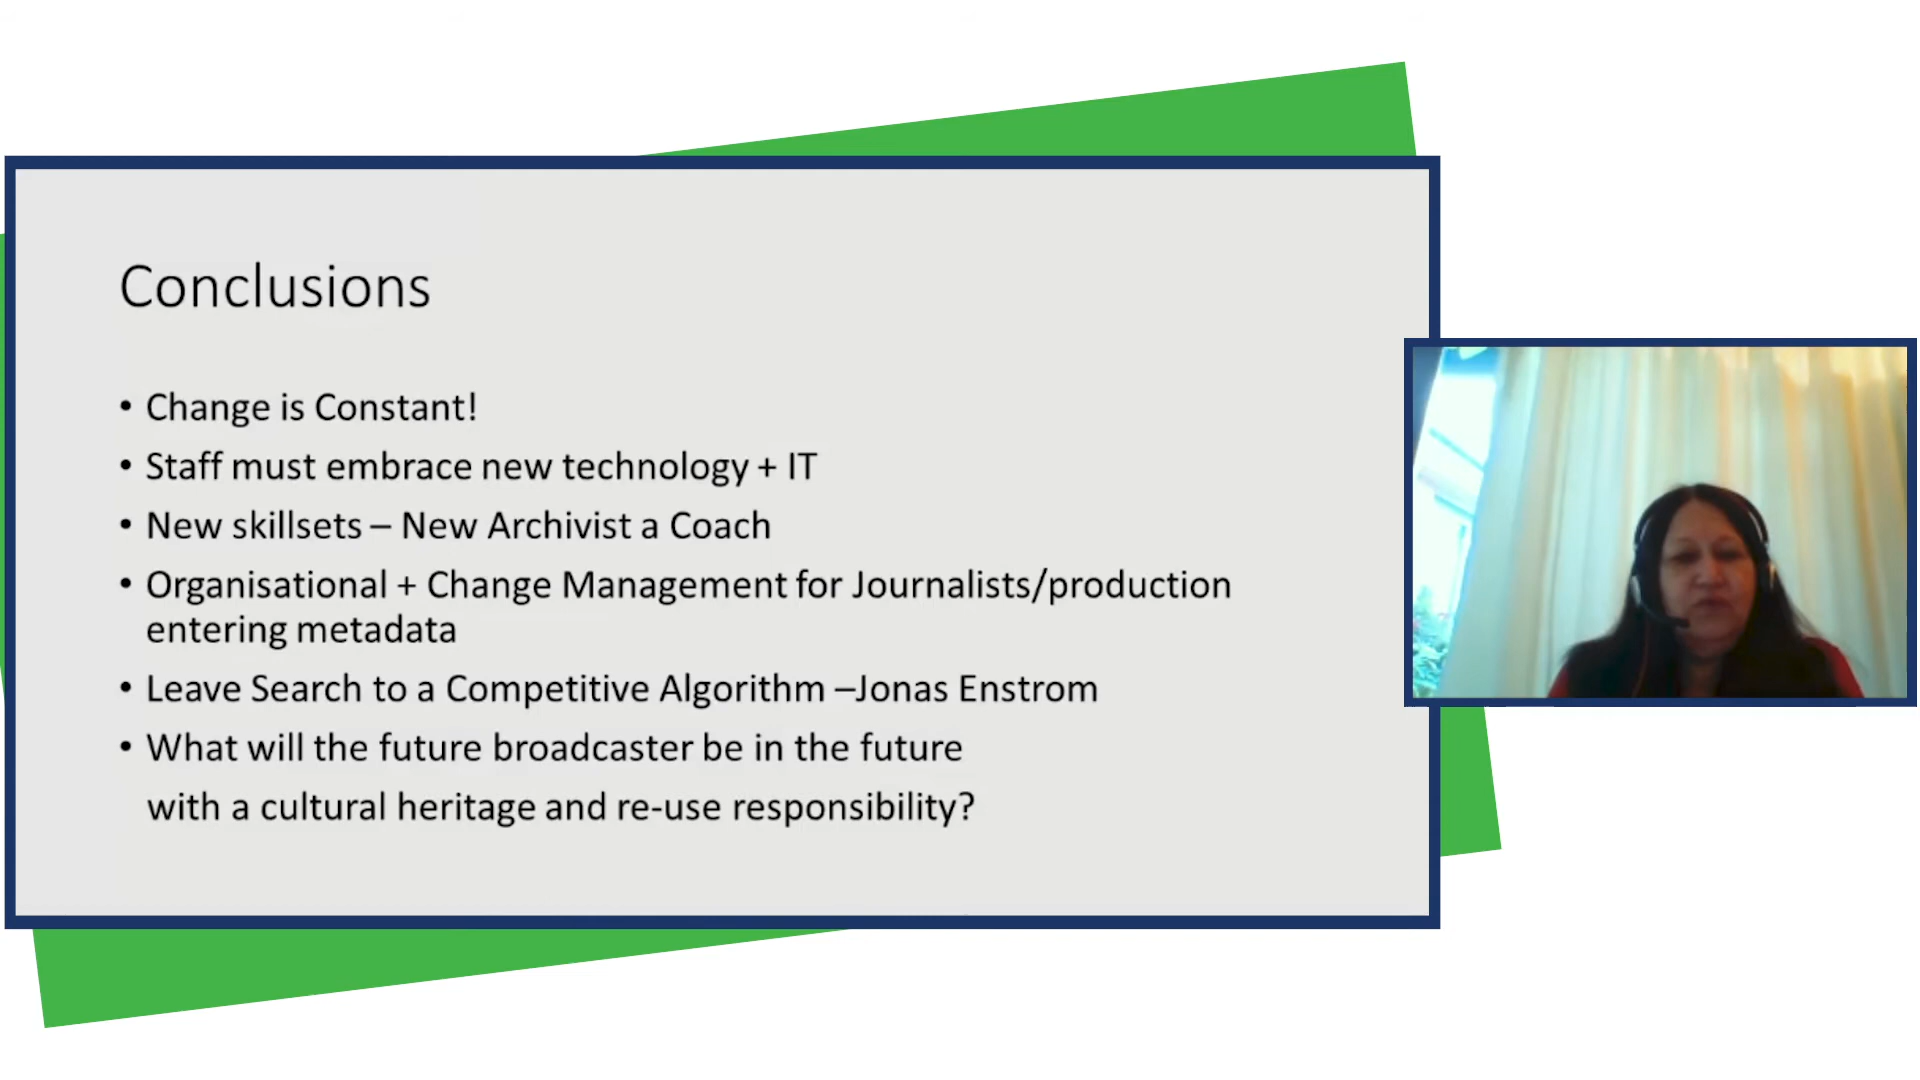 Conclusions
• Change is Constant!
• Staff must embrace new technology + IT
• New skillsets – New Archivist a Coach
• Organisational + Change Management for Journalists/production
entering metadata
• Leave Search to a Competitive Algorithm –Jonas Enstrom
• What will the future broadcaster be in the future
with a cultural heritage and re-use responsibility?